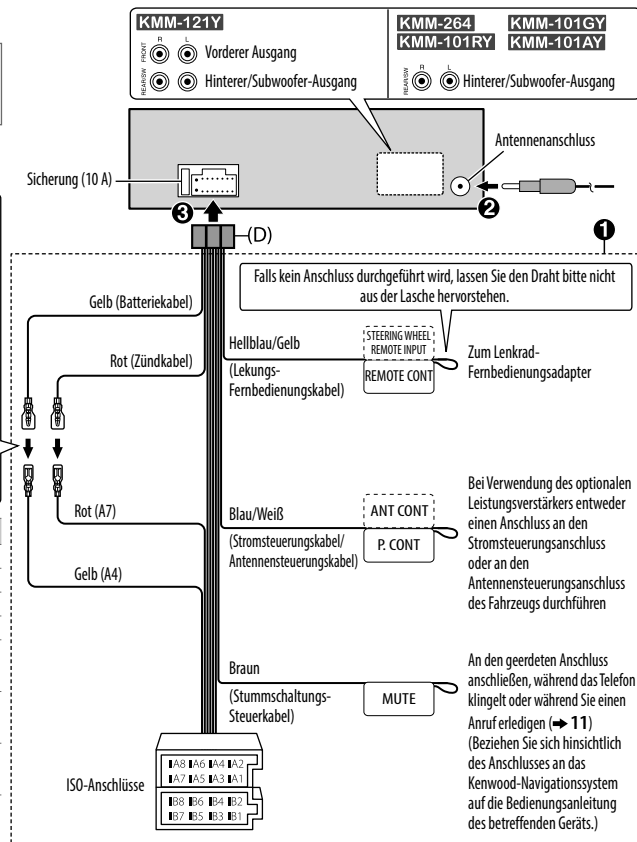 KMM-121Y
FRONT
R L
Vorderer Ausgang
REAR/SW
Hinterer/Subwoofer-Ausgang
KMM-264 KMM-101GY
KMM-101RY KMM-101AY
REAR/SW
R L
Hinterer/Subwoofer-Ausgang
Antennenanschluss
Sicherung (10 A)
3
2
(D)
1
Falls kein Anschluss durchgeführt wird, lassen Sie den Draht bitte nicht
aus der Lasche hervorstehen.
Gelb (Batteriekabel)
Rot (Zündkabel)
Hellblau/Gelb
(Lekungs-
Fernbedienungskabel)
STEERING WHEEL
REMOTE INPUT
REMOTE CONT
Zum Lenkrad-
Fernbedienungsadapter
Rot (A7)
Gelb (A4)
Blau/Weiß
(Stromsteuerungskabel/
Antennensteuerungskabel)
ANT CONT
P. CONT
Bei Verwendung des optionalen
Leistungsverstärkers entweder
einen Anschluss an den
Stromsteuerungsanschluss
oder an den
Antennensteuerungsanschluss
des Fahrzeugs durchführen
Braun
(Stummschaltungs-
Steuerkabel)
MUTE
An den geerdeten Anschluss
anschließen, während das Telefon
klingelt oder während Sie einen
Anruf erledigen (➡ 11)
(Beziehen Sie sich hinsichtlich
des Anschlusses an das
Kenwood-Navigationssystem
auf die Bedienungsanleitung
des betreffenden Geräts.)
ISO-Anschlüsse
A8 A6 A4 A2
A7 A5 A3 A1
B8 B6 B4 B2
B7 B5 B3 B1